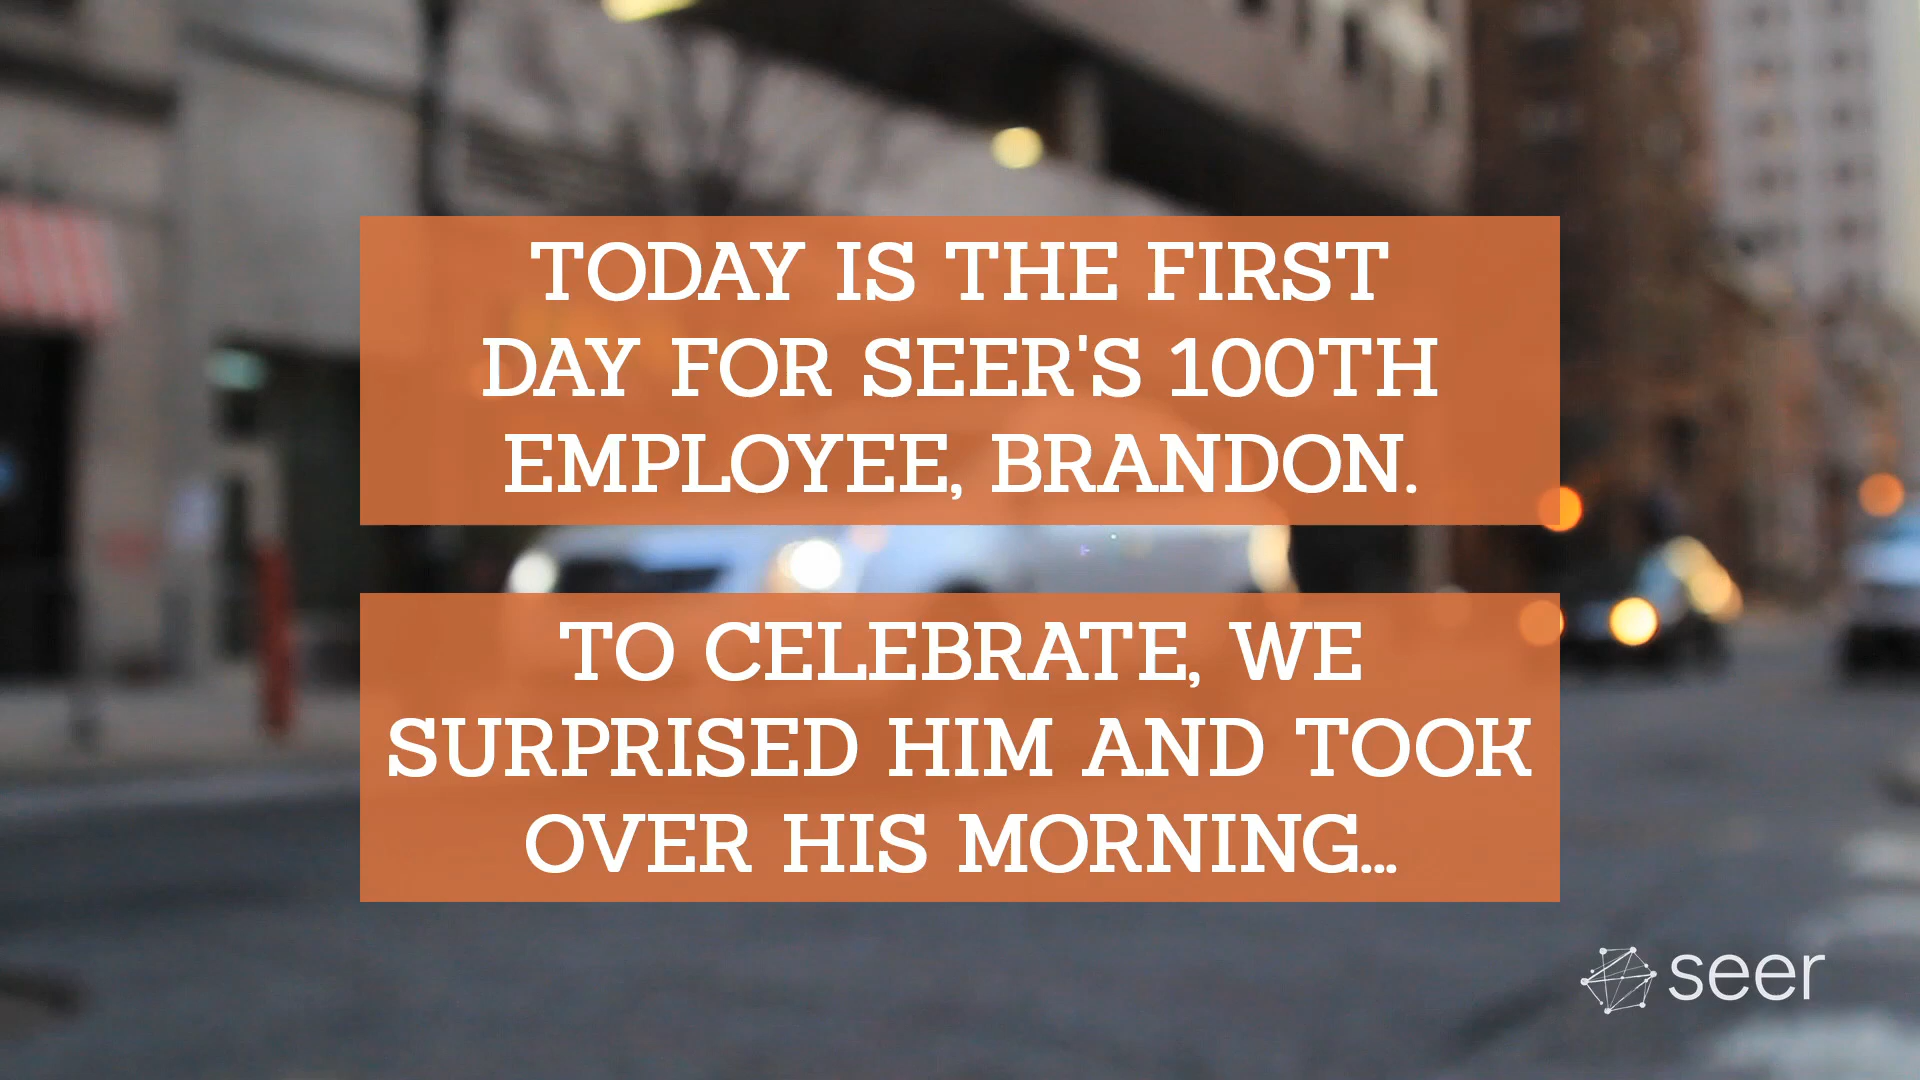 TODAY IS THE FIRST
DAY FOR SEER'S 100TH
EMPLOYEE, BRANDON.
TO CELEBRATE, WE
SURPRISED HIM AND TOOK
OVER HIS MORNING...
seer